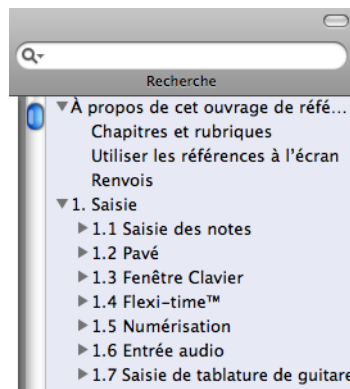 Recherche
À propos de cet ouvrage de réfé...
Chapitres et rubriques
Utiliser les références à l'écran
Renvois
1. Saisie
1.1 Saisie des notes
1.2 Pavé
1.3 Fenêtre Clavier
1.4 Flexi-time™
1.5 Numérisation
1.6 Entrée audio
1.7 Saisie de tablature de guitare